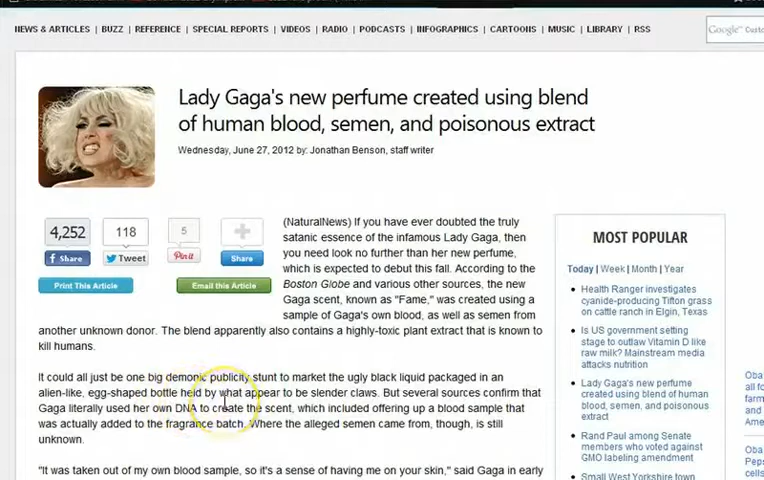 NEWS & ARTICLES | BUZZ | REFERENCE | SPECIAL REPORTS | VIDEOS | RADIO | PODCASTS | INFOGRAPHICS | CARTOONS | MUSIC | LIBRARY | RSS
Google™ Custo
Lady Gaga's new perfume created using blend
of human blood, semen, and poisonous extract
Wednesday, June 27, 2012 by: Jonathan Benson, staff writer
4,252
118
5
+
Share
Tweet
Pin it
Share
Print This Article
Email this Article
(NaturalNews) If you have ever doubted the truly
satanic essence of the infamous Lady Gaga, then
you need look no further than her new perfume,
which is expected to debut this fall. According to the
Boston Globe and various other sources, the new
Gaga scent, known as "Fame," was created using a
sample of Gaga's own blood, as well as semen from
another unknown donor. The blend apparently also contains a highly-toxic plant extract that is known to
kill humans.
It could all just be one big demonic publicity stunt to market the ugly black liquid packaged in an
alien-like, egg-shaped bottle held by what appear to be slender claws. But several sources confirm that
Gaga literally used her own DNA to create the scent, which included offering up a blood sample that
was actually added to the fragrance batch. Where the alleged semen came from, though, is still
unknown.
"It was taken out of my own blood sample, so it's a sense of having me on your skin," said Gaga in early
MOST POPULAR
Today | Week | Month | Year
Health Ranger investigates
cyanide-producing Tifton grass
on cattle ranch in Elgin, Texas
Is US government setting
stage to outlaw Vitamin D like
raw milk? Mainstream media
attacks nutrition
Lady Gaga's new perfume
created using blend of human
blood, semen, and poisonous
extract
Rand Paul among Senate
members who voted against
GMO labeling amendment
Small West Yorkshire town
Oba
all fo
farm
and
Oba
Peps
cells